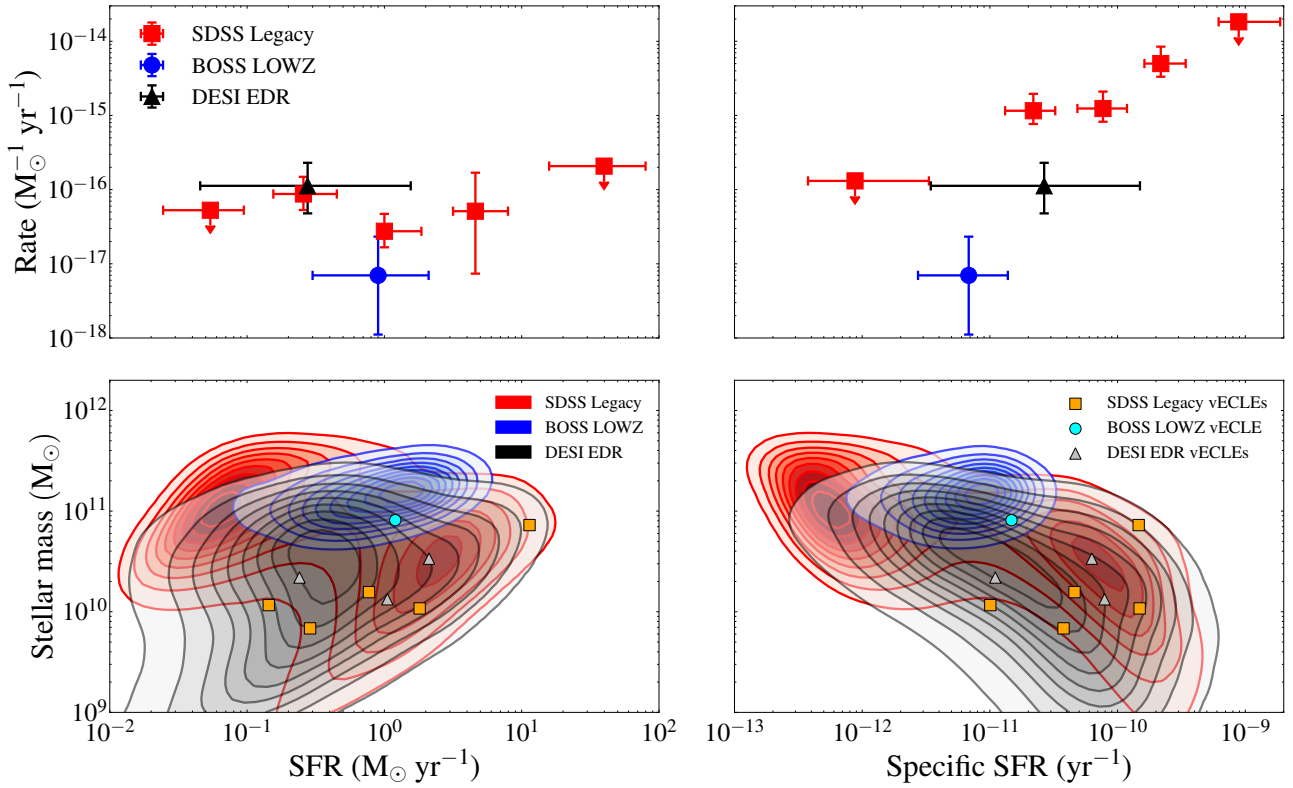 Rate (M⊙⁻¹ yr⁻¹)
10⁻¹⁴
10⁻¹⁵
10⁻¹⁶
10⁻¹⁷
10⁻¹⁸
SDSS Legacy
BOSS LOWZ
DESI EDR
Stellar mass (M⊙)
10¹²
10¹¹
10¹⁰
10⁹
SDSS Legacy
BOSS LOWZ
DESI EDR
10⁻² 10⁻¹ 10⁰ 10¹ 10²
SFR (M⊙ yr⁻¹)
SDSS Legacy vECLEs
BOSS LOWZ vECLE
DESI EDR vECLEs
10⁻¹³ 10⁻¹² 10⁻¹¹ 10⁻¹⁰ 10⁻⁹
Specific SFR (yr⁻¹)